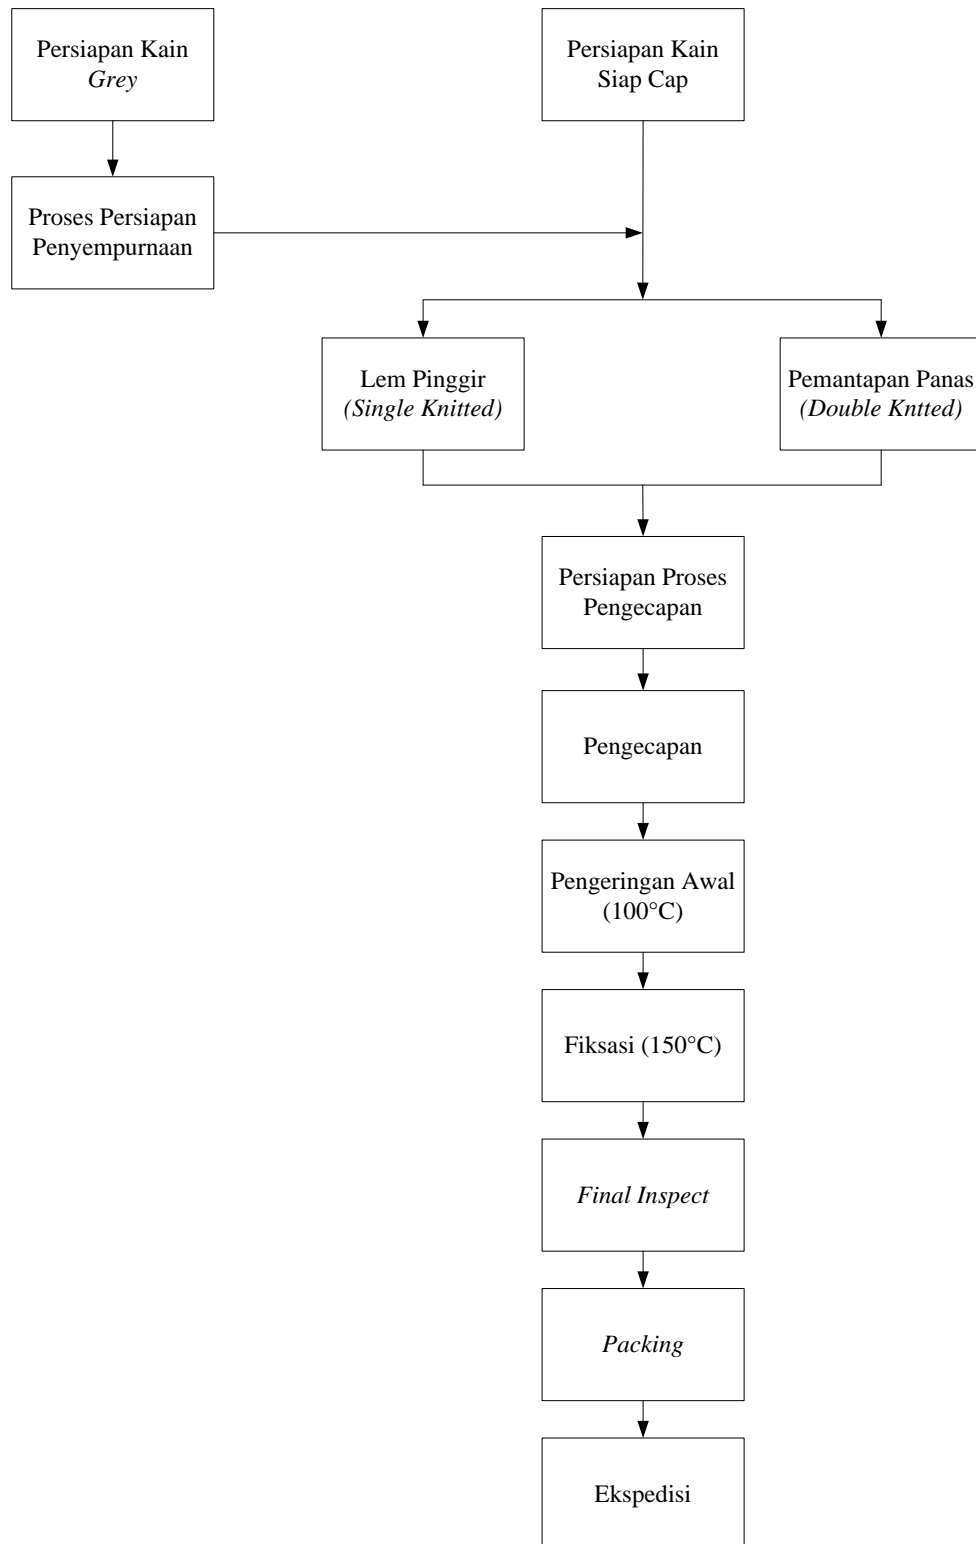 Persiapan Kain
Grey
Persiapan Kain
Siap Cap
Proses Persiapan
Penyempurnaan
Lem Pinggir
(Single Knitted)
Pemantapan Panas
(Double Kntted)
Persiapan Proses
Pengecapan
Pengecapan
Pengeringan Awal
(100°C)
Fiksasi (150°C)
Final Inspect
Packing
Ekspedisi